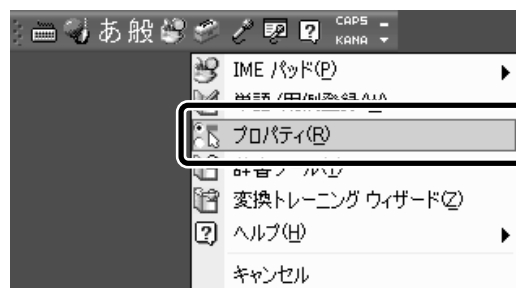 あ 般 CAPS
KANA
IME パッド(P)
プロパティ(R)
変換トレーニング ウィザード(Z)
ヘルプ(H)
キャンセル